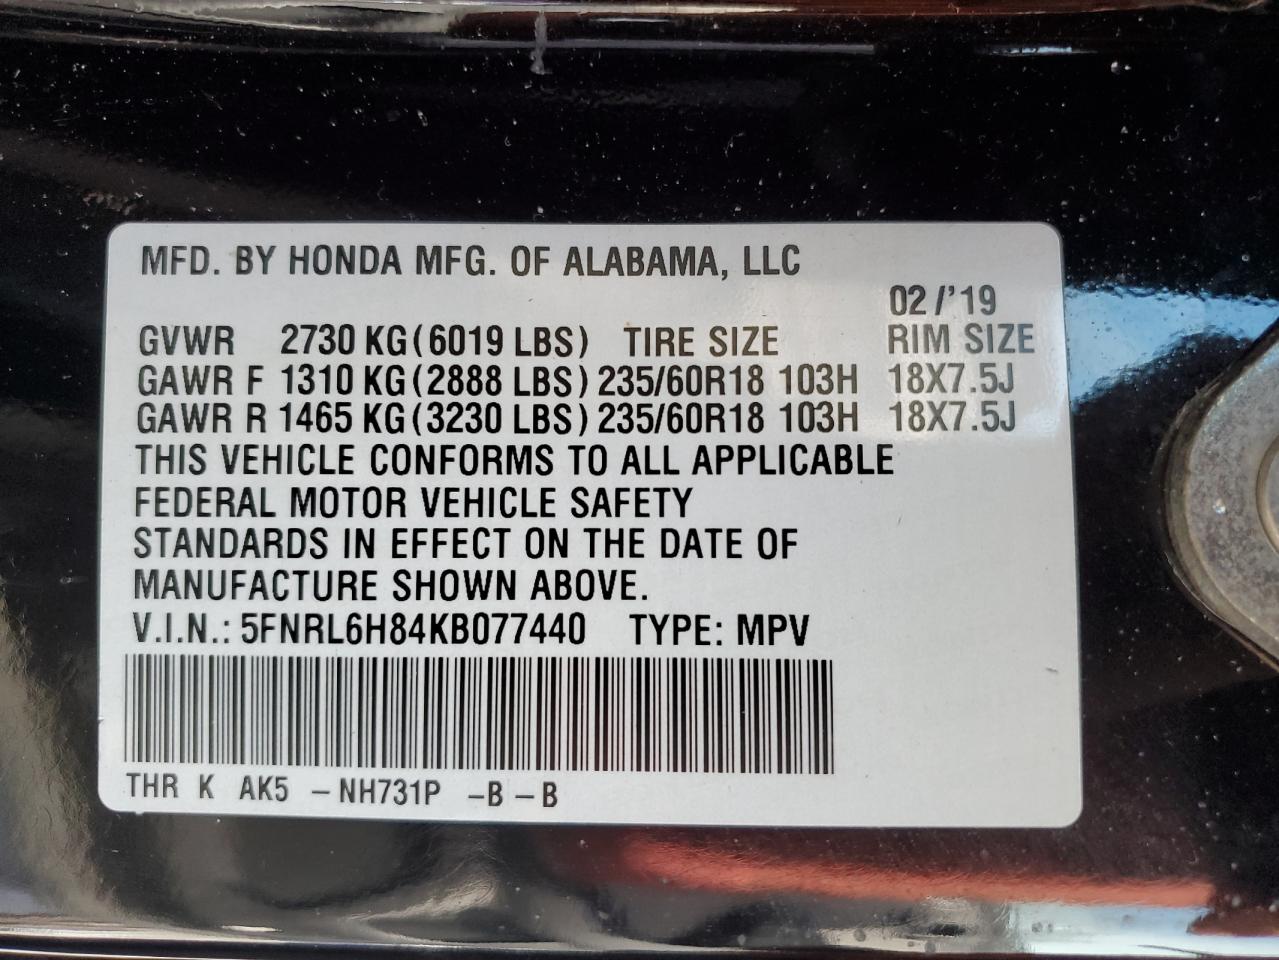 MFD. BY HONDA MFG. OF ALABAMA, LLC
02/'19
GVWR 2730 KG (6019 LBS) TIRE SIZE RIM SIZE
GAWR F 1310 KG (2888 LBS) 235/60R18 103H 18X7.5J
GAWR R 1465 KG (3230 LBS) 235/60R18 103H 18X7.5J
THIS VEHICLE CONFORMS TO ALL APPLICABLE
FEDERAL MOTOR VEHICLE SAFETY
STANDARDS IN EFFECT ON THE DATE OF
MANUFACTURE SHOWN ABOVE.
V.I.N.: 5FNRL6H84KB077440 TYPE: MPV
THR K AK5 – NH731P – B – B